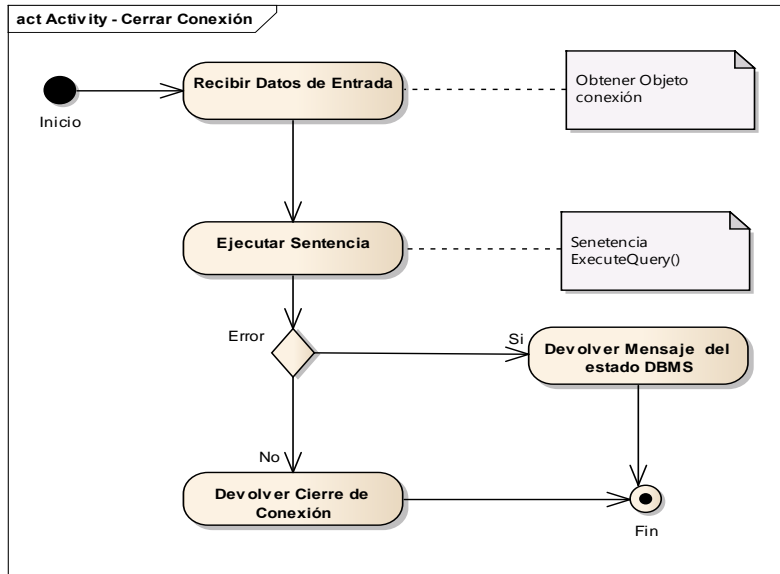 act Activity - Cerrar Conexión
Recibir Datos de Entrada
Obtener Objeto
conexión
Inicio
Ejecutar Sentencia
Senetencia
ExecuteQuery()
Error
Si
Devolver Mensaje del
estado DBMS
No
Devolver Cierre de
Conexión
Fin